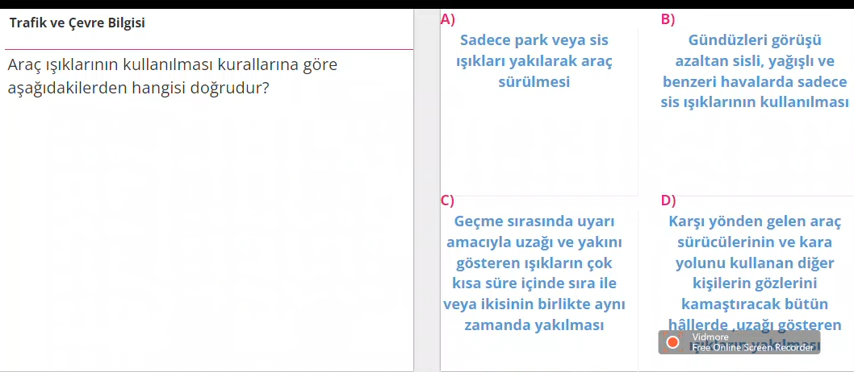 Trafik ve Çevre Bilgisi
Araç ışıklarının kullanılması kurallarına göre
aşağıdakilerden hangisi doğrudur?
A)
Sadece park veya sis
ışıkları yakılarak araç
sürülmesi
B)
Gündüzleri görüşü
azaltan sisli, yağışlı ve
benzeri havalarda sadece
sis ışıklarının kullanılması
C)
Geçme sırasında uyarı
amacıyla uzağı ve yakını
gösteren ışıkların çok
kısa süre içinde sıra ile
veya ikisinin birlikte aynı
zamanda yakılması
D)
Karşı yönden gelen araç
sürücülerinin ve kara
yolunu kullanan diğer
kişilerin gözlerini
kamaştıracak bütün
hâllerde ,uzağı gösteren
yakılması
Vidmore
Free Online Screen Recorder